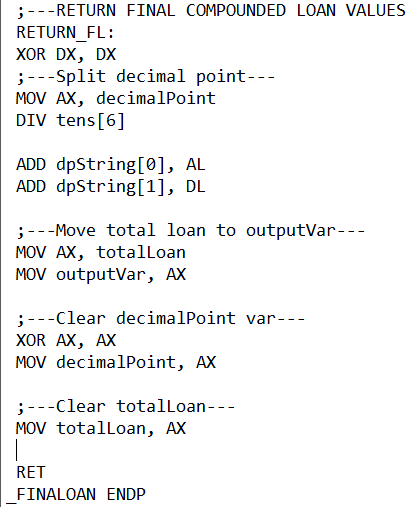 ;---RETURN FINAL COMPOUNDED LOAN VALUES
RETURN_FL:
XOR DX, DX
;---Split decimal point---
MOV AX, decimalPoint
DIV tens[6]
ADD dpString[0], AL
ADD dpString[1], DL
;---Move total loan to outputVar---
MOV AX, totalLoan
MOV outputVar, AX
;---Clear decimalPoint var---
XOR AX, AX
MOV decimalPoint, AX
;---Clear totalLoan---
MOV totalLoan, AX
RET
_FINALOAN ENDP